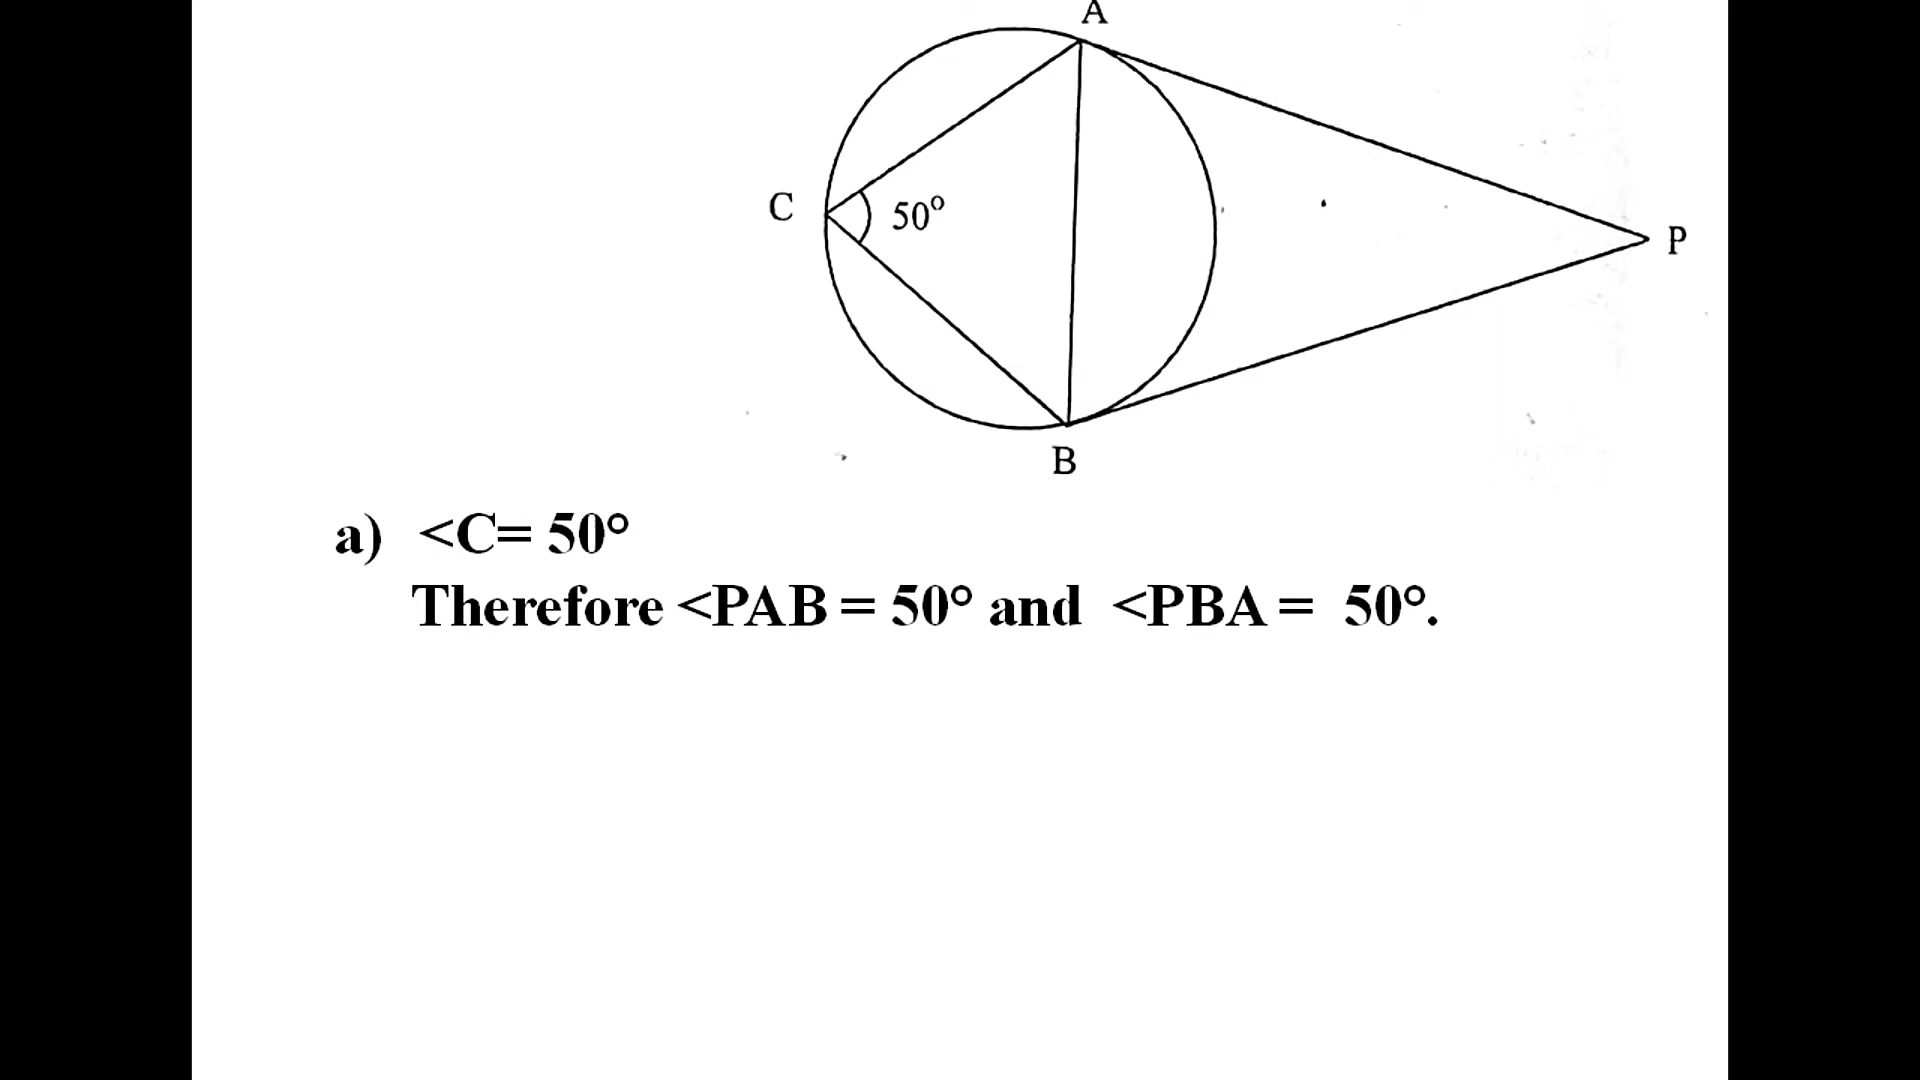 A
C
50°
P
B
a) <C= 50°
Therefore <PAB = 50° and <PBA = 50°.